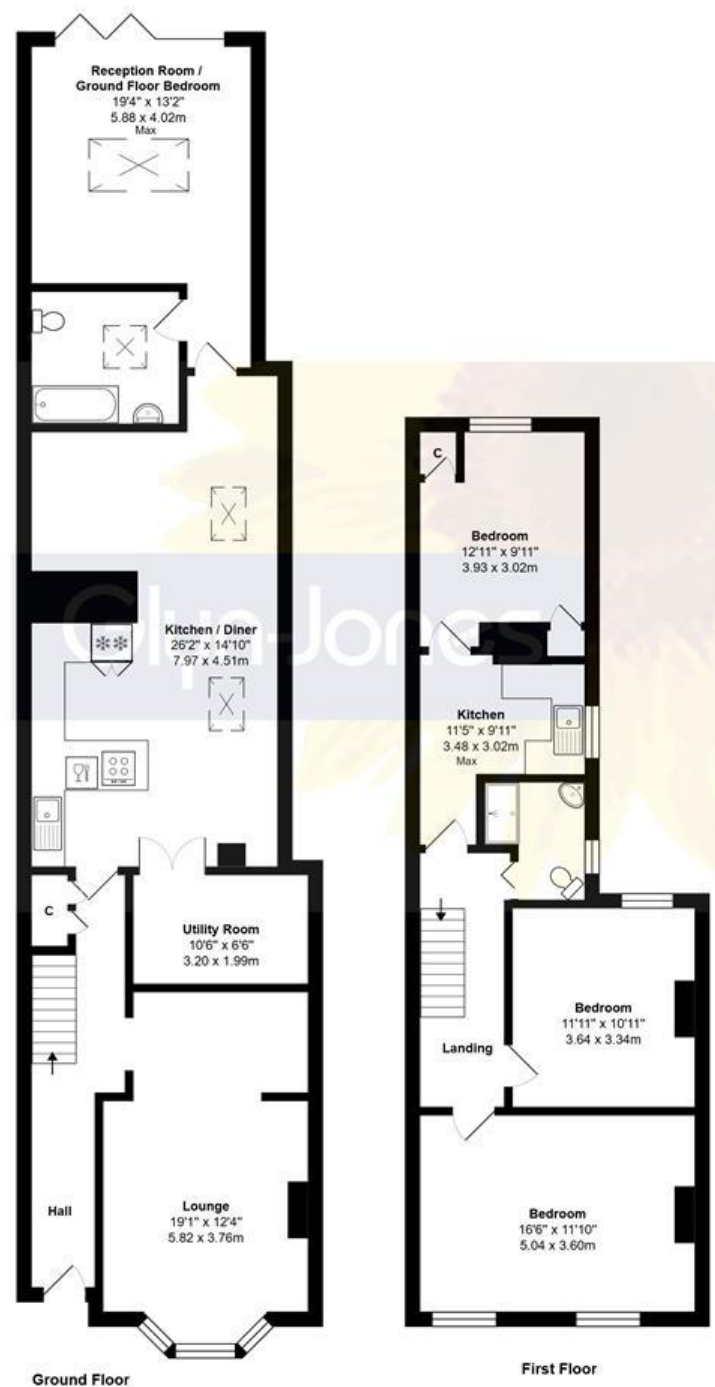 Reception Room /
Ground Floor Bedroom
19'4" x 13'2"
5.88 x 4.02m
Max
Kitchen / Diner
26'2" x 14'10"
7.97 x 4.51m
C
Utility Room
10'6" x 6'6"
3.20 x 1.99m
Hall
Lounge
19'1" x 12'4"
5.82 x 3.76m
Ground Floor
C
Bedroom
12'11" x 9'11"
3.93 x 3.02m
Kitchen
11'5" x 9'11"
3.48 x 3.02m
Max
Bedroom
11'11" x 10'11"
3.64 x 3.34m
Landing
Bedroom
16'6" x 11'10"
5.04 x 3.60m
First Floor
Glyn-Jones